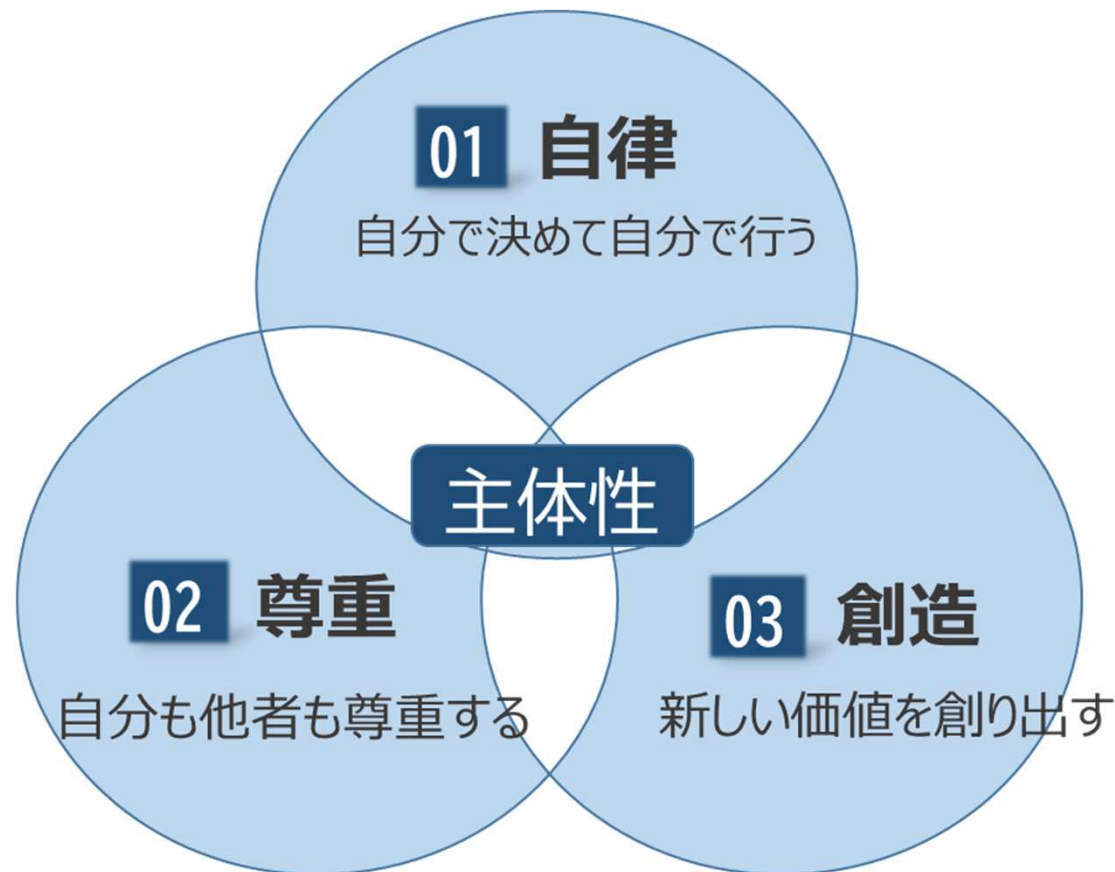 01 自律
自分で決めて自分で行う
主体性
02 尊重
自分も他者も尊重する
03 創造
新しい価値を創り出す